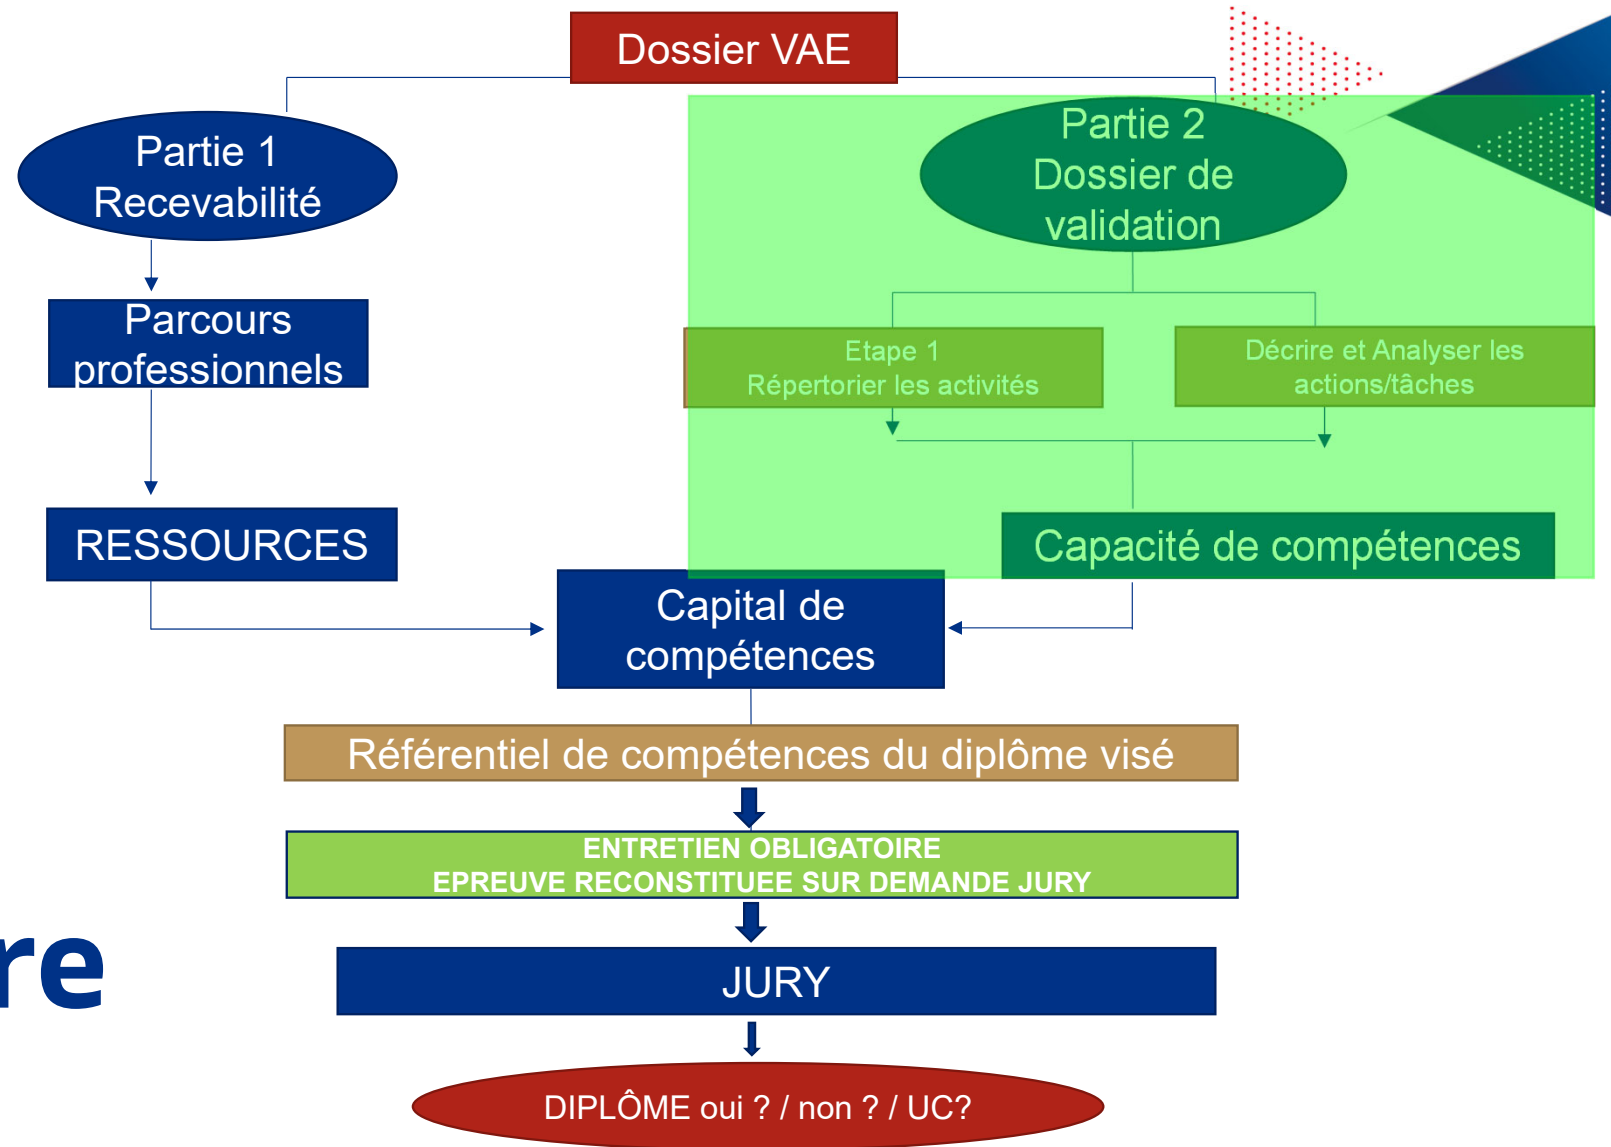 Dossier VAE
Partie 1
Recevabilité
Partie 2
Dossier de
validation
Parcours
professionnels
Etape 1
Répertorier les activités
Décrire et Analyser les
actions/tâches
RESSOURCES
Capacité de compétences
Capital de
compétences
Référentiel de compétences du diplôme visé
ENTRETIEN OBLIGATOIRE
EPREUVE RECONSTITUEE SUR DEMANDE JURY
re
JURY
DIPLÔME oui ? / non ? / UC?